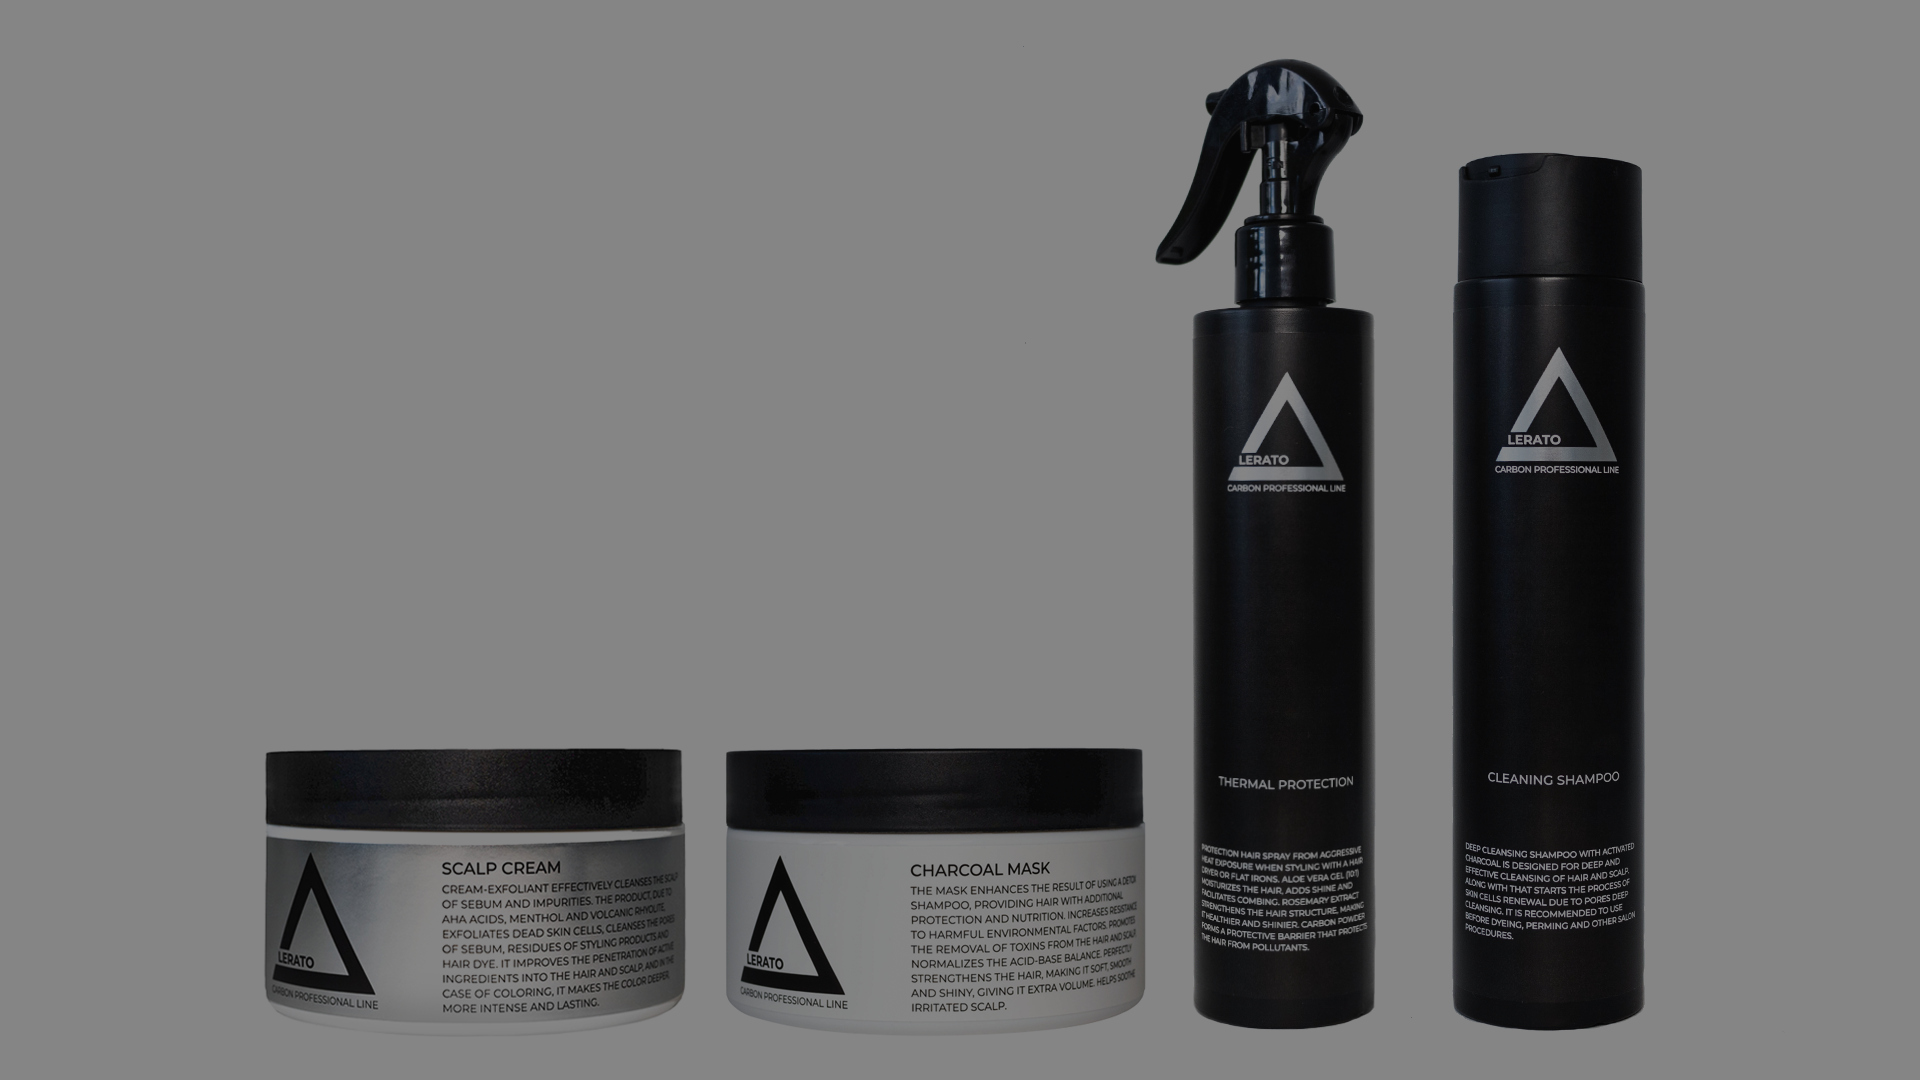 LERATO
CARBON PROFESSIONAL LINE
SCALP CREAM
CREAM-EXFOLIANT EFFECTIVELY CLEANSES THE SCALP
OF SEBUM AND IMPURITIES. THE PRODUCT, DUE TO
AHA ACIDS, MENTHOL AND VOLCANIC RHYOLITE,
EXFOLIATES DEAD SKIN CELLS, CLEANSES THE PORES
OF SEBUM, RESIDUES OF STYLING PRODUCTS AND
HAIR DYE. IT IMPROVES THE PENETRATION OF ACTIVE
INGREDIENTS INTO THE HAIR AND SCALP, AND IN THE
CASE OF COLORING, IT MAKES THE COLOR DEEPER,
MORE INTENSE AND LASTING.
LERATO
CARBON PROFESSIONAL LINE
CHARCOAL MASK
THE MASK ENHANCES THE RESULT OF USING A DETOX
SHAMPOO, PROVIDING HAIR WITH ADDITIONAL
PROTECTION AND NUTRITION. INCREASES RESISTANCE
TO HARMFUL ENVIRONMENTAL FACTORS. PROMOTES
THE REMOVAL OF TOXINS FROM THE HAIR AND SCALP.
NORMALIZES THE ACID-BASE BALANCE. PERFECTLY
STRENGTHENS THE HAIR, MAKING IT SOFT, SMOOTH
AND SHINY, GIVING IT EXTRA VOLUME. HELPS SOOTHE
IRRITATED SCALP.
LERATO
CARBON PROFESSIONAL LINE
THERMAL PROTECTION
PROTECTION HAIR SPRAY FROM AGGRESSIVE
HEAT EXPOSURE WHEN STYLING WITH A HAIR
DRYER OR FLAT IRONS. ALOE VERA GEL (10:1)
MOISTURIZES THE HAIR, ADDS SHINE AND
FACILITATES COMBING. ROSEMARY EXTRACT
STRENGTHENS THE HAIR STRUCTURE, MAKING
IT HEALTHIER AND SHINIER. CARBON POWDER
FORMS A PROTECTIVE BARRIER THAT PROTECTS
THE HAIR FROM POLLUTANTS.
LERATO
CARBON PROFESSIONAL LINE
CLEANING SHAMPOO
DEEP CLEANSING SHAMPOO WITH ACTIVATED
CHARCOAL IS DESIGNED FOR DEEP AND
EFFECTIVE CLEANSING OF HAIR AND SCALP.
ALONG WITH THAT STARTS THE PROCESS OF
SKIN CELLS RENEWAL DUE TO PORES DEEP
CLEANSING. IT IS RECOMMENDED TO USE
BEFORE DYEING, PERMING AND OTHER SALON
PROCEDURES.